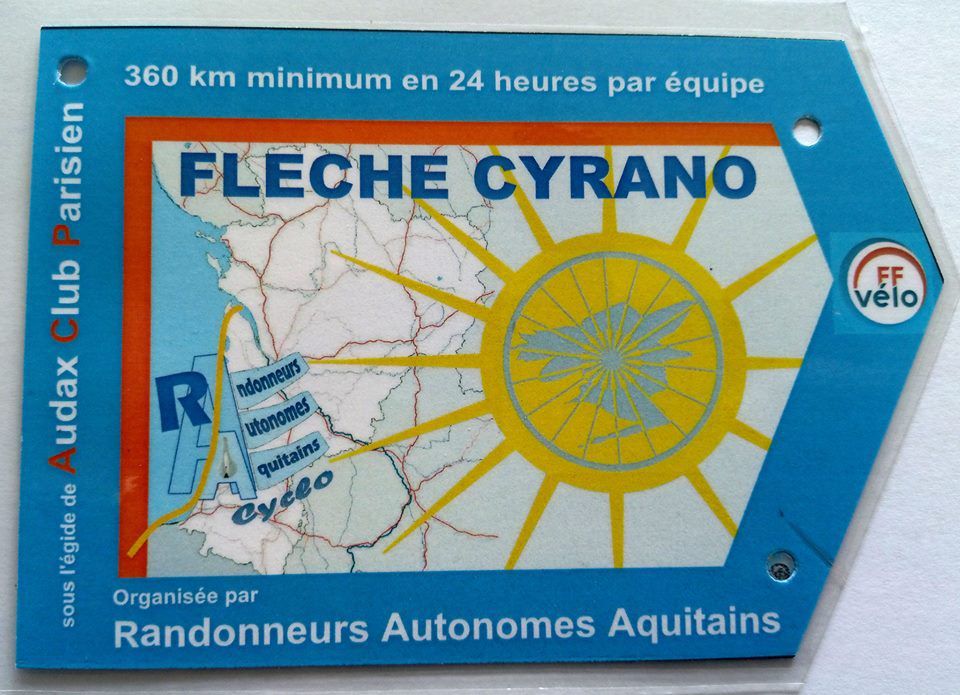 360 km minimum en 24 heures par équipe
sous l'égide de Audax Club Parisien
FLECHE CYRANO
FF
vélo
RAA
Randonneurs
Autonomes
Aquitains
Cyclo
Organisée par
Randonneurs Autonomes Aquitains